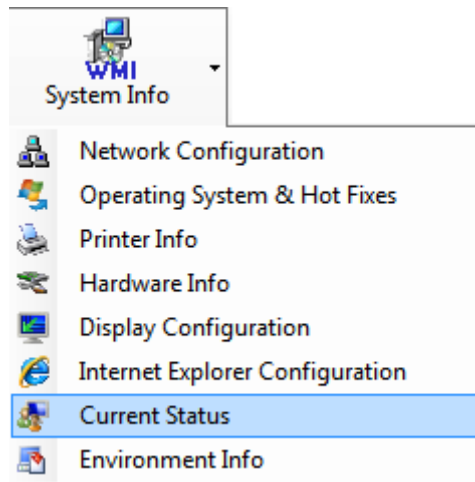 WMI
System Info
Network Configuration
Operating System & Hot Fixes
Printer Info
Hardware Info
Display Configuration
Internet Explorer Configuration
Current Status
Environment Info